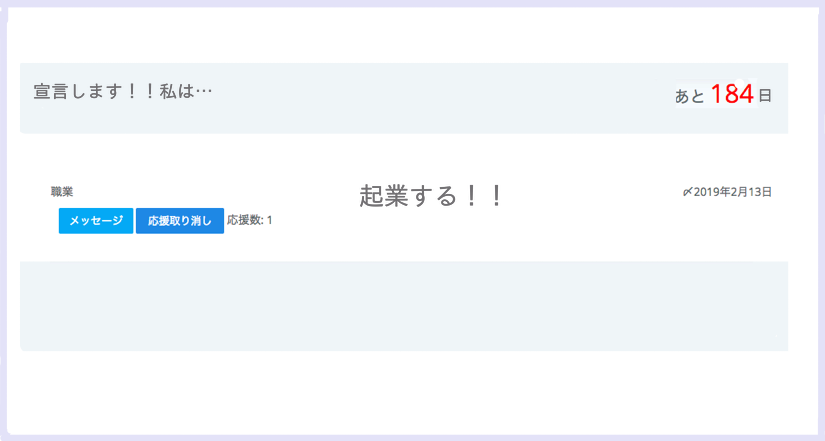 宣言します！！私は…
あと 184 日
職業
起業する！！
〆2019年2月13日
メッセージ 応援取り消し 応援数: 1